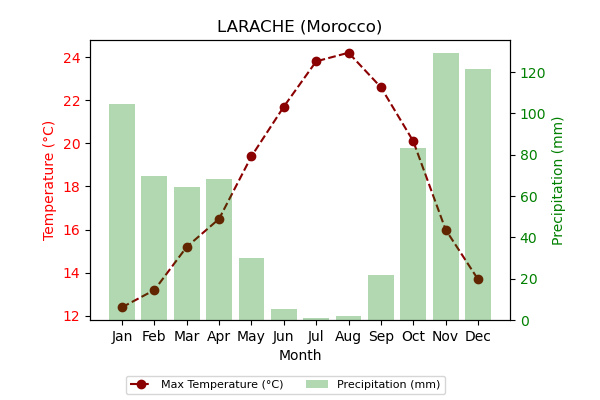 LARACHE (Morocco)
Temperature (°C)
24
22
20
18
16
14
12
120
100
80
60
40
20
0
Precipitation (mm)
Jan Feb Mar Apr May Jun Jul Aug Sep Oct Nov Dec
Month
Max Temperature (°C) Precipitation (mm)